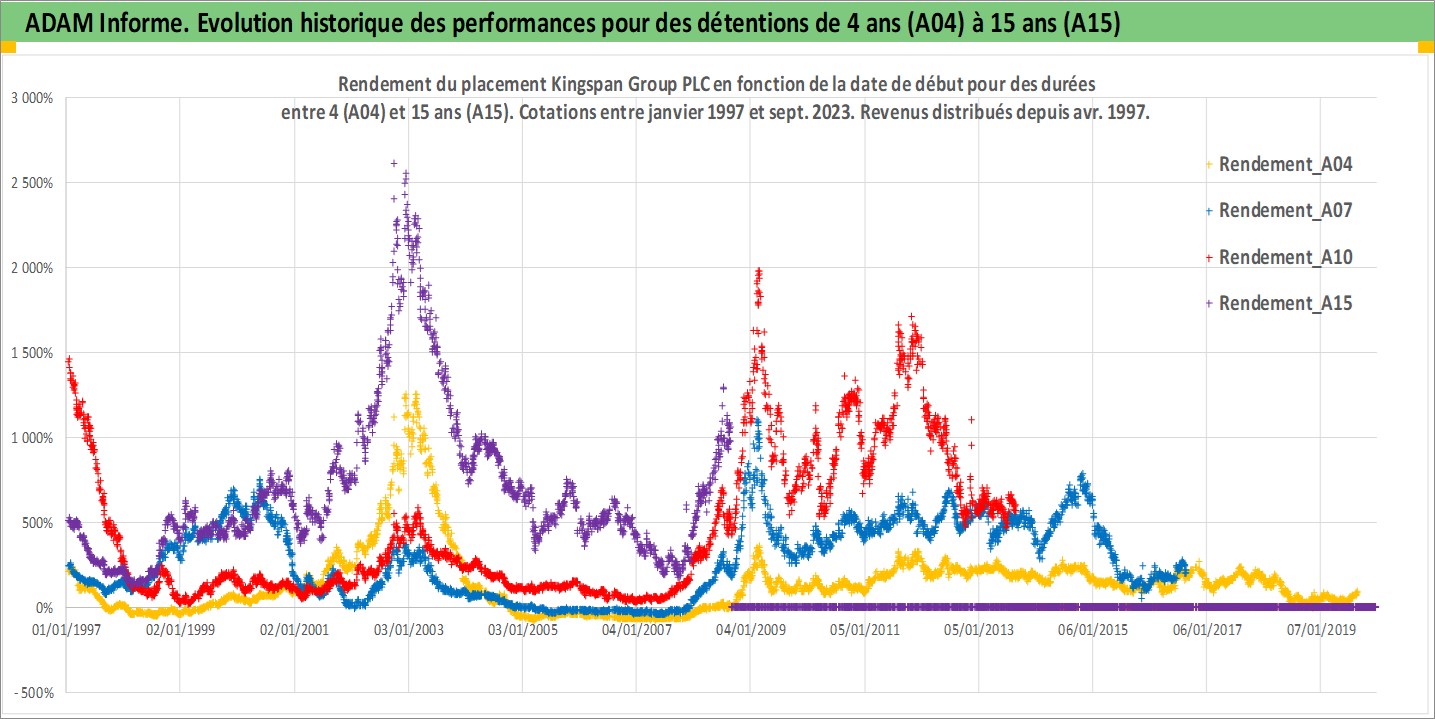 ADAM Informe. Evolution historique des performances pour des détentions de 4 ans (A04) à 15 ans (A15)
Rendement du placement Kingspan Group PLC en fonction de la date de début pour des durées
entre 4 (A04) et 15 ans (A15). Cotations entre janvier 1997 et sept. 2023. Revenus distribués depuis avr. 1997.
3 000%
2 500%
2 000%
1 500%
1 000%
500%
0%
-500%
Rendement_A04
Rendement_A07
Rendement_A10
Rendement_A15
01/01/1997
02/01/1999
02/01/2001
03/01/2003
03/01/2005
04/01/2007
04/01/2009
05/01/2011
05/01/2013
06/01/2015
06/01/2017
07/01/2019